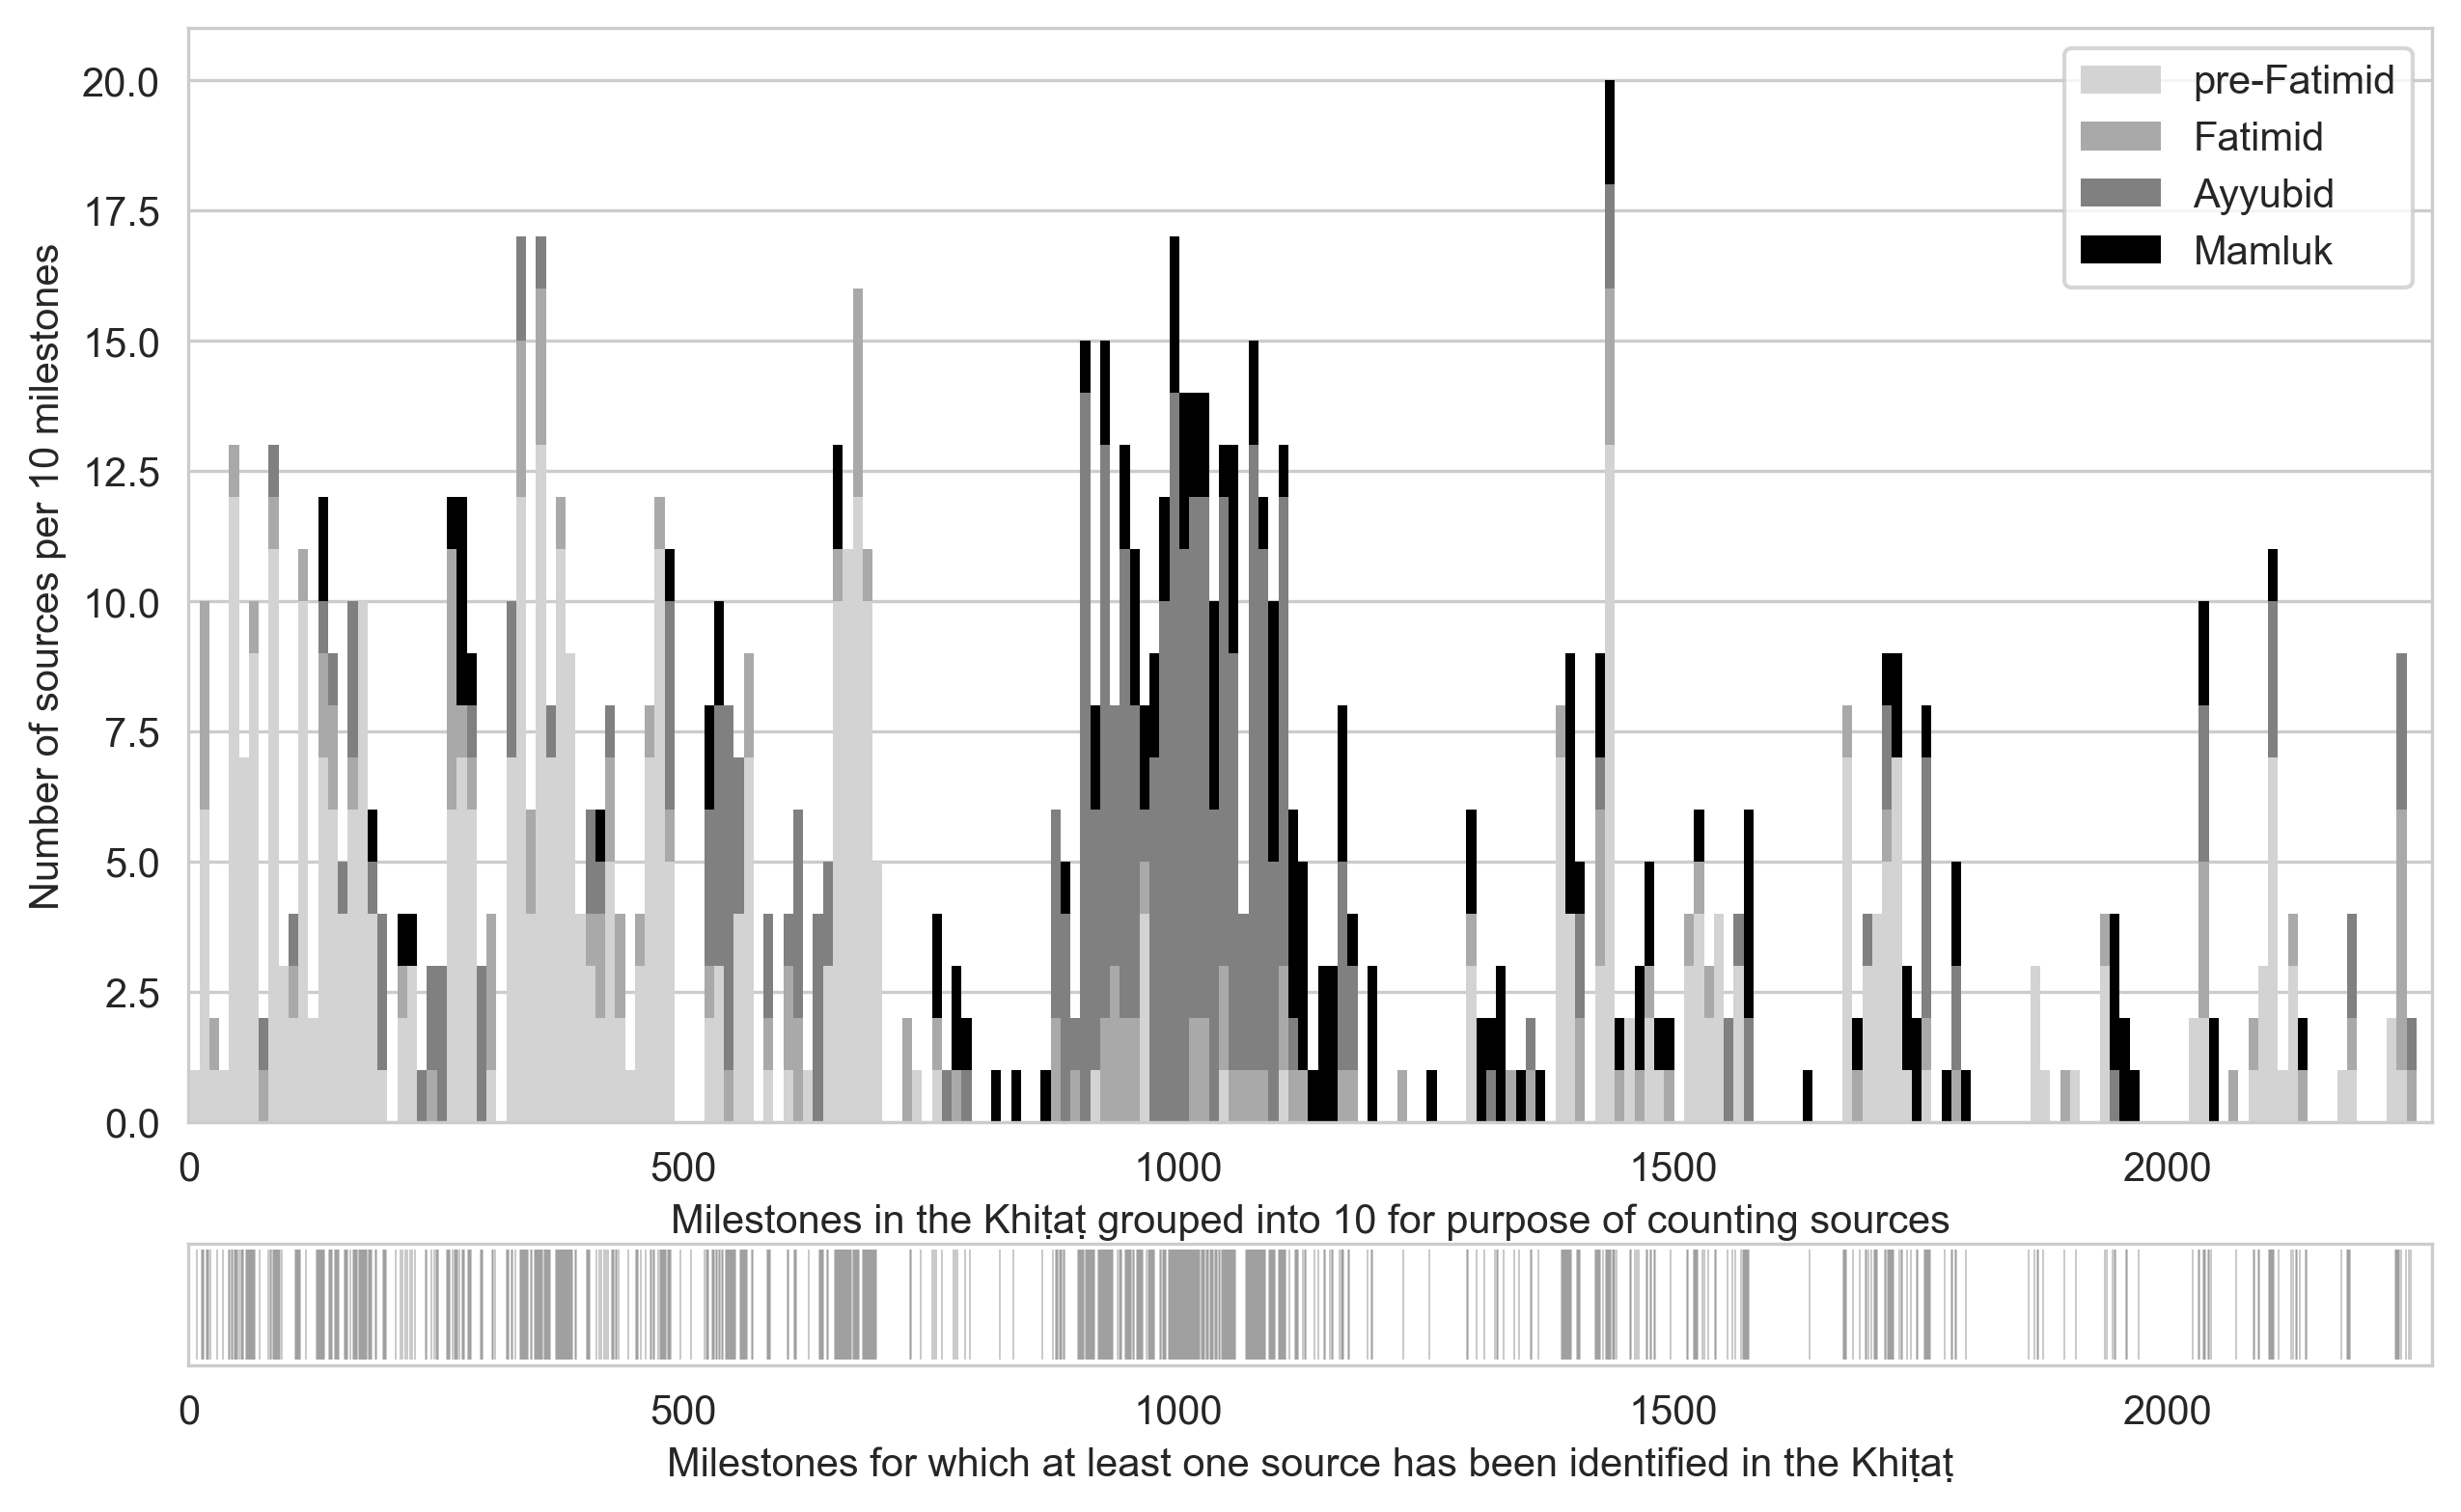 20.0
17.5
15.0
12.5
10.0
7.5
5.0
2.5
0.0
Number of sources per 10 milestones
pre-Fatimid
Fatimid
Ayyubid
Mamluk
0 500 1000 1500 2000
Milestones in the Khiṭaṭ grouped into 10 for purpose of counting sources
0 500 1000 1500 2000
Milestones for which at least one source has been identified in the Khiṭaṭ